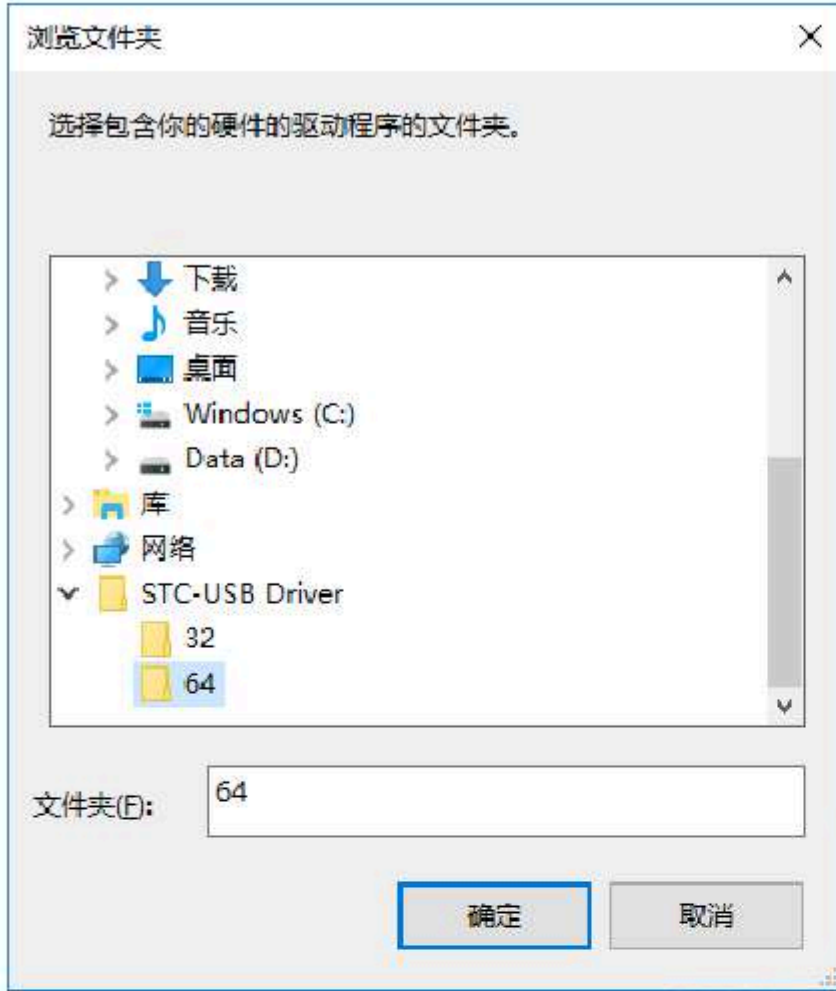 浏览文件夹
选择包含你的硬件的驱动程序的文件夹。
下载
音乐
桌面
Windows (C:)
Data (D:)
库
网络
STC-USB Driver
32
64
文件夹(F): 64
确定 取消